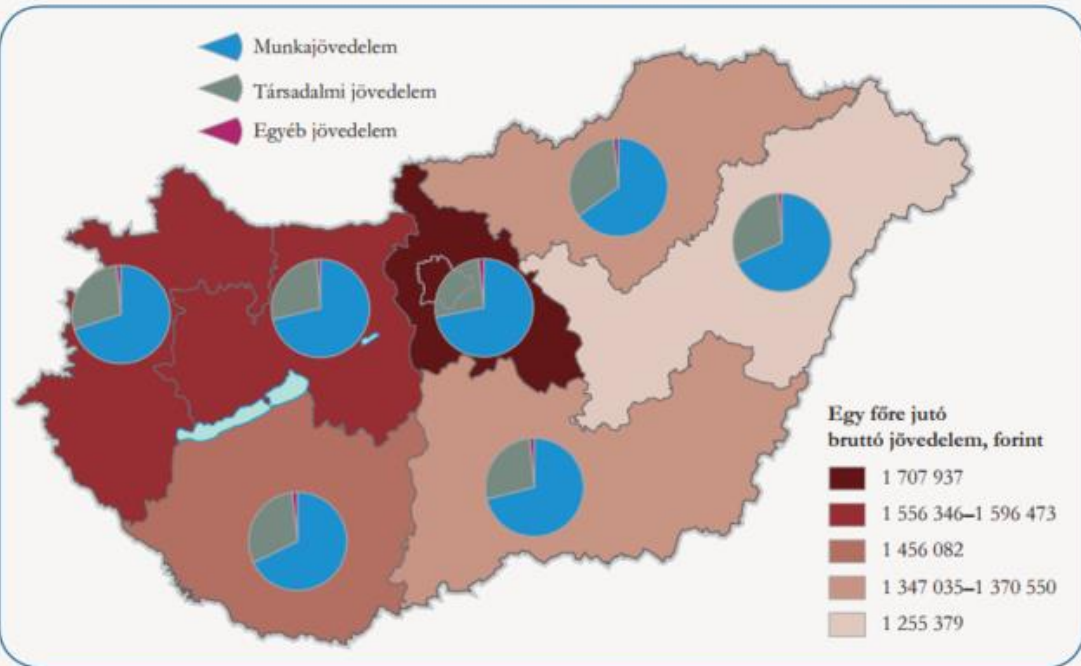 Munkajövedelem
Társadalmi jövedelem
Egyéb jövedelem
Egy főre jutó
bruttó jövedelem, forint
1 707 937
1 556 346–1 596 473
1 456 082
1 347 035–1 370 550
1 255 379